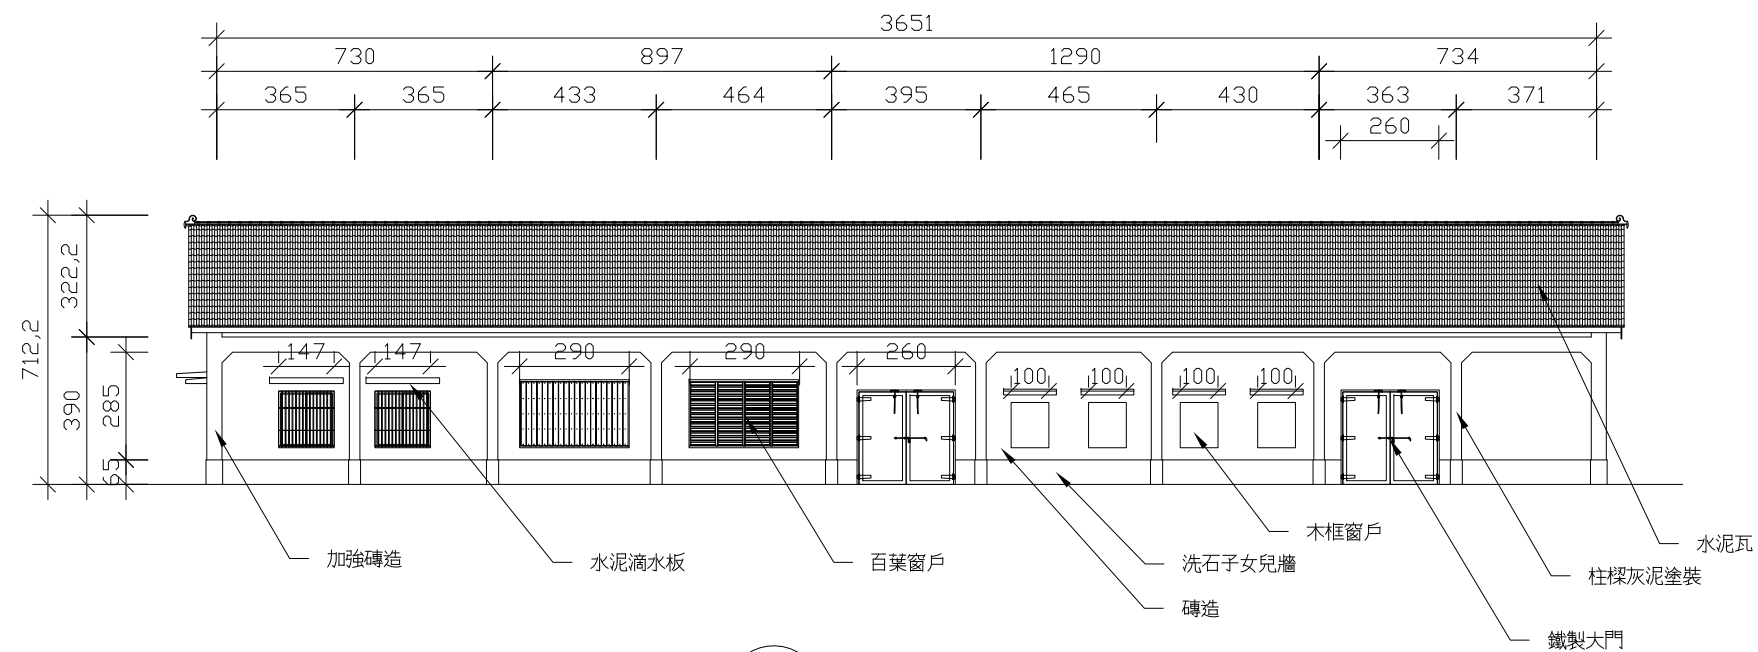 3651
730 897 1290 734
365 365 433 464 395 465 430 363 371
260
322,2
712,2
147 147 290 290 260
100 100 100 100
390
285
65
木框窗戶
水泥瓦
加強磚造
水泥滴水板
百葉窗戶
洗石子女兒牆
柱樑灰泥塗裝
磚造
鐵製大門